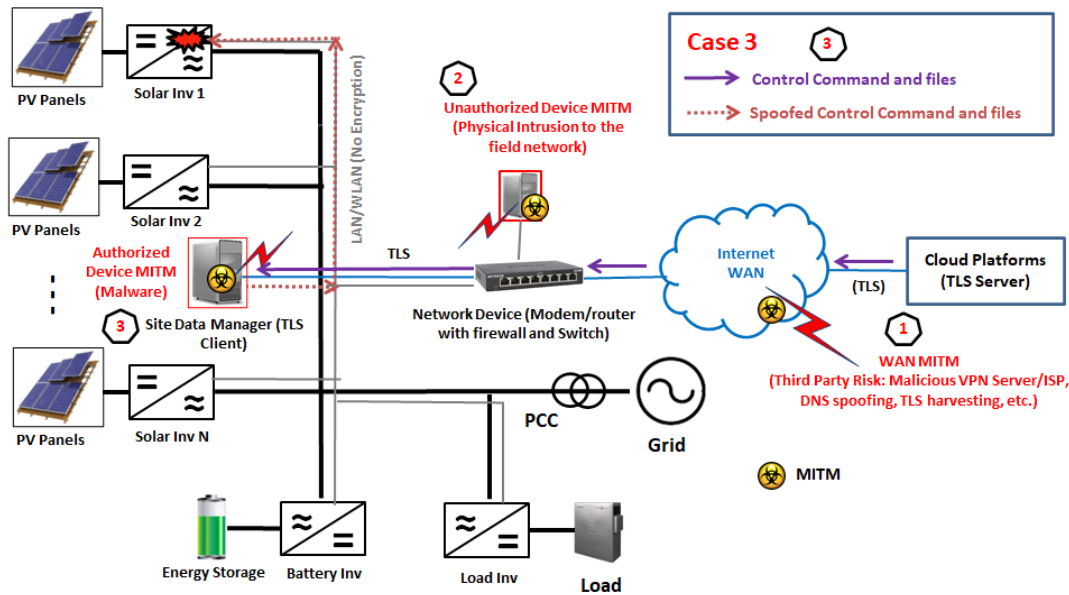 PV Panels
Solar Inv 1
PV Panels
Solar Inv 2
LAN/WLAN (No Encryption)
2
Unauthorized Device MITM
(Physical Intrusion to the
field network)
Case 3
3
Control Command and files
Spoofed Control Command and files
Authorized
Device MITM
(Malware)
TLS
Internet
WAN
(TLS)
Cloud Platforms
(TLS Server)
3
Site Data Manager (TLS
Client)
Network Device (Modem/router
with firewall and Switch)
1
WAN MITM
(Third Party Risk: Malicious VPN Server/ISP,
DNS spoofing, TLS harvesting, etc.)
PV Panels
Solar Inv N
PCC
Grid
MITM
Energy Storage
Battery Inv
Load Inv
Load